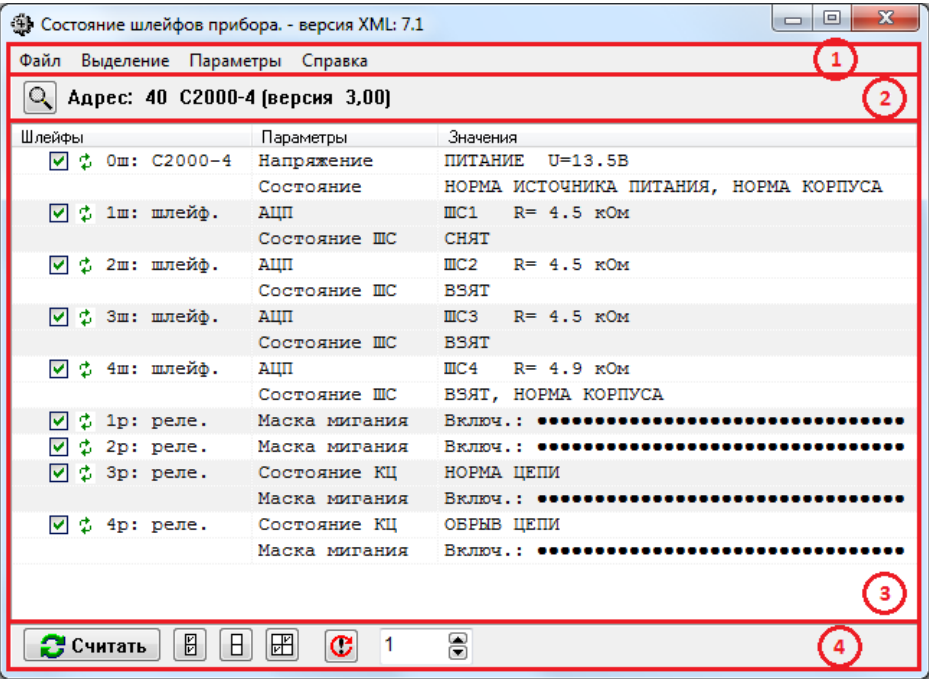 Состояние шлейфов прибора. - версия XML: 7.1
Файл Выделение Параметры Справка 1
Адрес: 40 С2000-4 (версия 3,00) 2
Шлейфы Параметры Значения
0ш: С2000-4 Напряжение ПИТАНИЕ U=13.5В
Состояние НОРМА ИСТОЧНИКА ПИТАНИЯ, НОРМА КОРПУСА
1ш: шлейф. АЦП ШС1 R= 4.5 кОм
Состояние ШС СНЯТ
2ш: шлейф. АЦП ШС2 R= 4.5 кОм
Состояние ШС ВЗЯТ
3ш: шлейф. АЦП ШС3 R= 4.5 кОм
Состояние ШС ВЗЯТ
4ш: шлейф. АЦП ШС4 R= 4.9 кОм
Состояние ШС ВЗЯТ, НОРМА КОРПУСА
1р: реле. Маска мигания Включ.: ●●●●●●●●●●●●●●●●●●●●●●●●●●●●●●●●
2р: реле. Маска мигания Включ.: ●●●●●●●●●●●●●●●●●●●●●●●●●●●●●●●●
3р: реле. Состояние КЦ НОРМА ЦЕПИ
Маска мигания Включ.: ●●●●●●●●●●●●●●●●●●●●●●●●●●●●●●●●
4р: реле. Состояние КЦ ОБРЫВ ЦЕПИ
Маска мигания Включ.: ●●●●●●●●●●●●●●●●●●●●●●●●●●●●●●●●
3
Считать 1 4